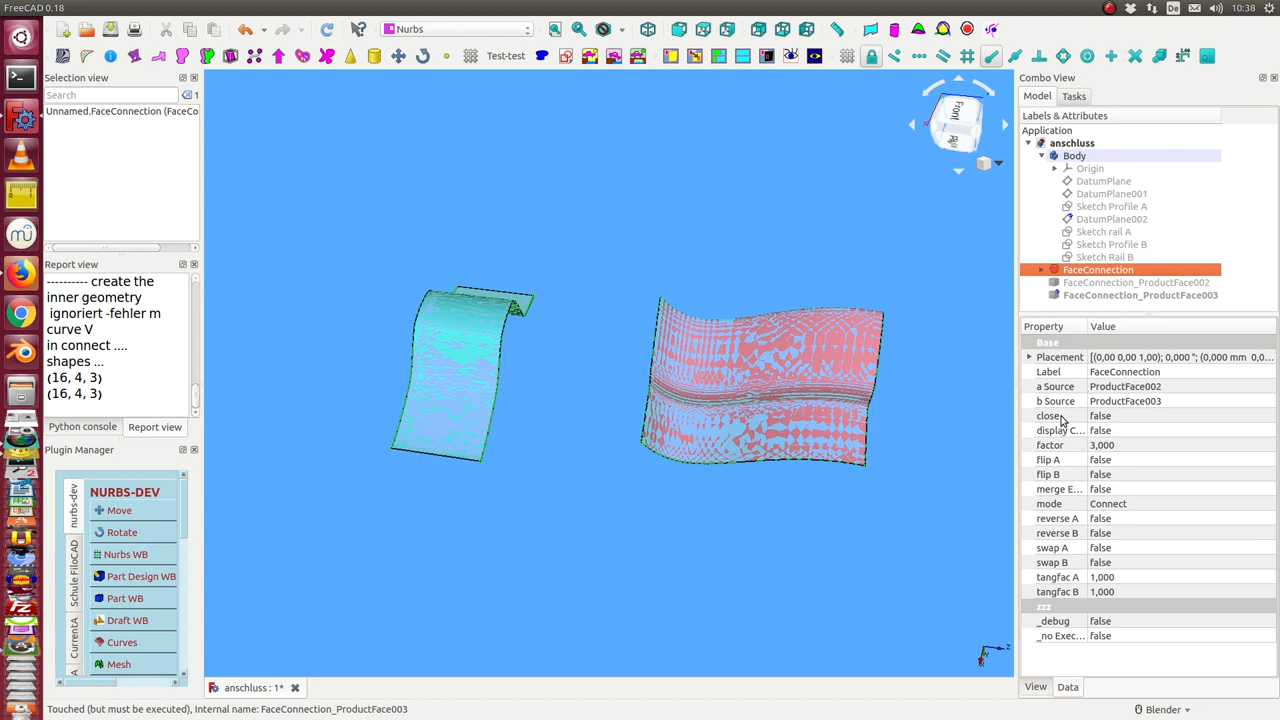 FreeCAD 0.18
De
10:38
Nurbs
Test-test
Selection view
Search
1
Unnamed.FaceConnection (FaceCo
Report view
---------- create the
inner geometry
ignoriert -fehler m
curve V
in connect ....
shapes ...
(16, 4, 3)
(16, 4, 3)
Python console
Report view
Plugin Manager
nurbs-dev
Schule FiloCAD
CurrentA
NURBS-DEV
Move
Rotate
Nurbs WB
Part Design WB
Part WB
Draft WB
Curves
Mesh
Front
anschluss : 1*
Touched (but must be executed), Internal name: FaceConnection_ProductFace003
Combo View
Model
Tasks
Labels & Attributes
Application
anschluss
Body
Origin
DatumPlane
DatumPlane001
Sketch Profile A
DatumPlane002
Sketch rail A
Sketch Profile B
Sketch Rail B
FaceConnection
FaceConnection_ProductFace002
FaceConnection_ProductFace003
Property Value
Base
Placement [(0,00 0,00 1,00); 0,000 °; (0,000 mm 0,0...
Label FaceConnection
a Source ProductFace002
b Source ProductFace003
close false
display C... false
factor 3,000
flip A false
flip B false
merge E... false
mode Connect
reverse A false
reverse B false
swap A false
swap B false
tangfac A 1,000
tangfac B 1,000
zzz
_debug false
_no Exec... false
View
Data
Blender